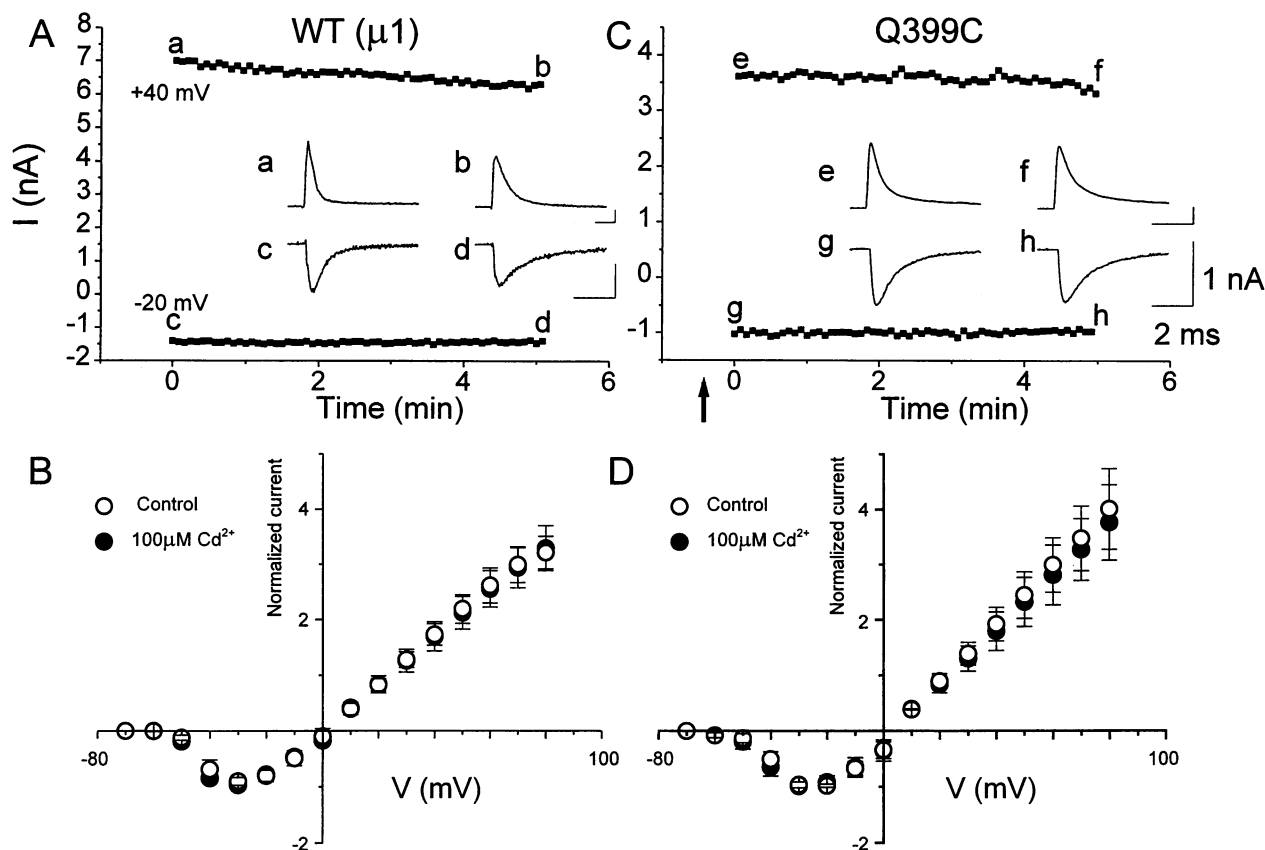 A
WT (μ1)
8
7
6
5
4
3
2
1
0
-1
-2
I (nA)
a
b
+40 mV
a
b
c
d
-20 mV
c
d
0
2
4
6
Time (min)
C
Q399C
4
3
2
1
0
-1
e
f
e
f
g
h
1 nA
2 ms
g
h
0
2
4
6
Time (min)
B
Control
100μM Cd²⁺
Normalized current
4
2
-2
-80
100
V (mV)
D
Control
100μM Cd²⁺
Normalized current
4
2
-2
-80
100
V (mV)